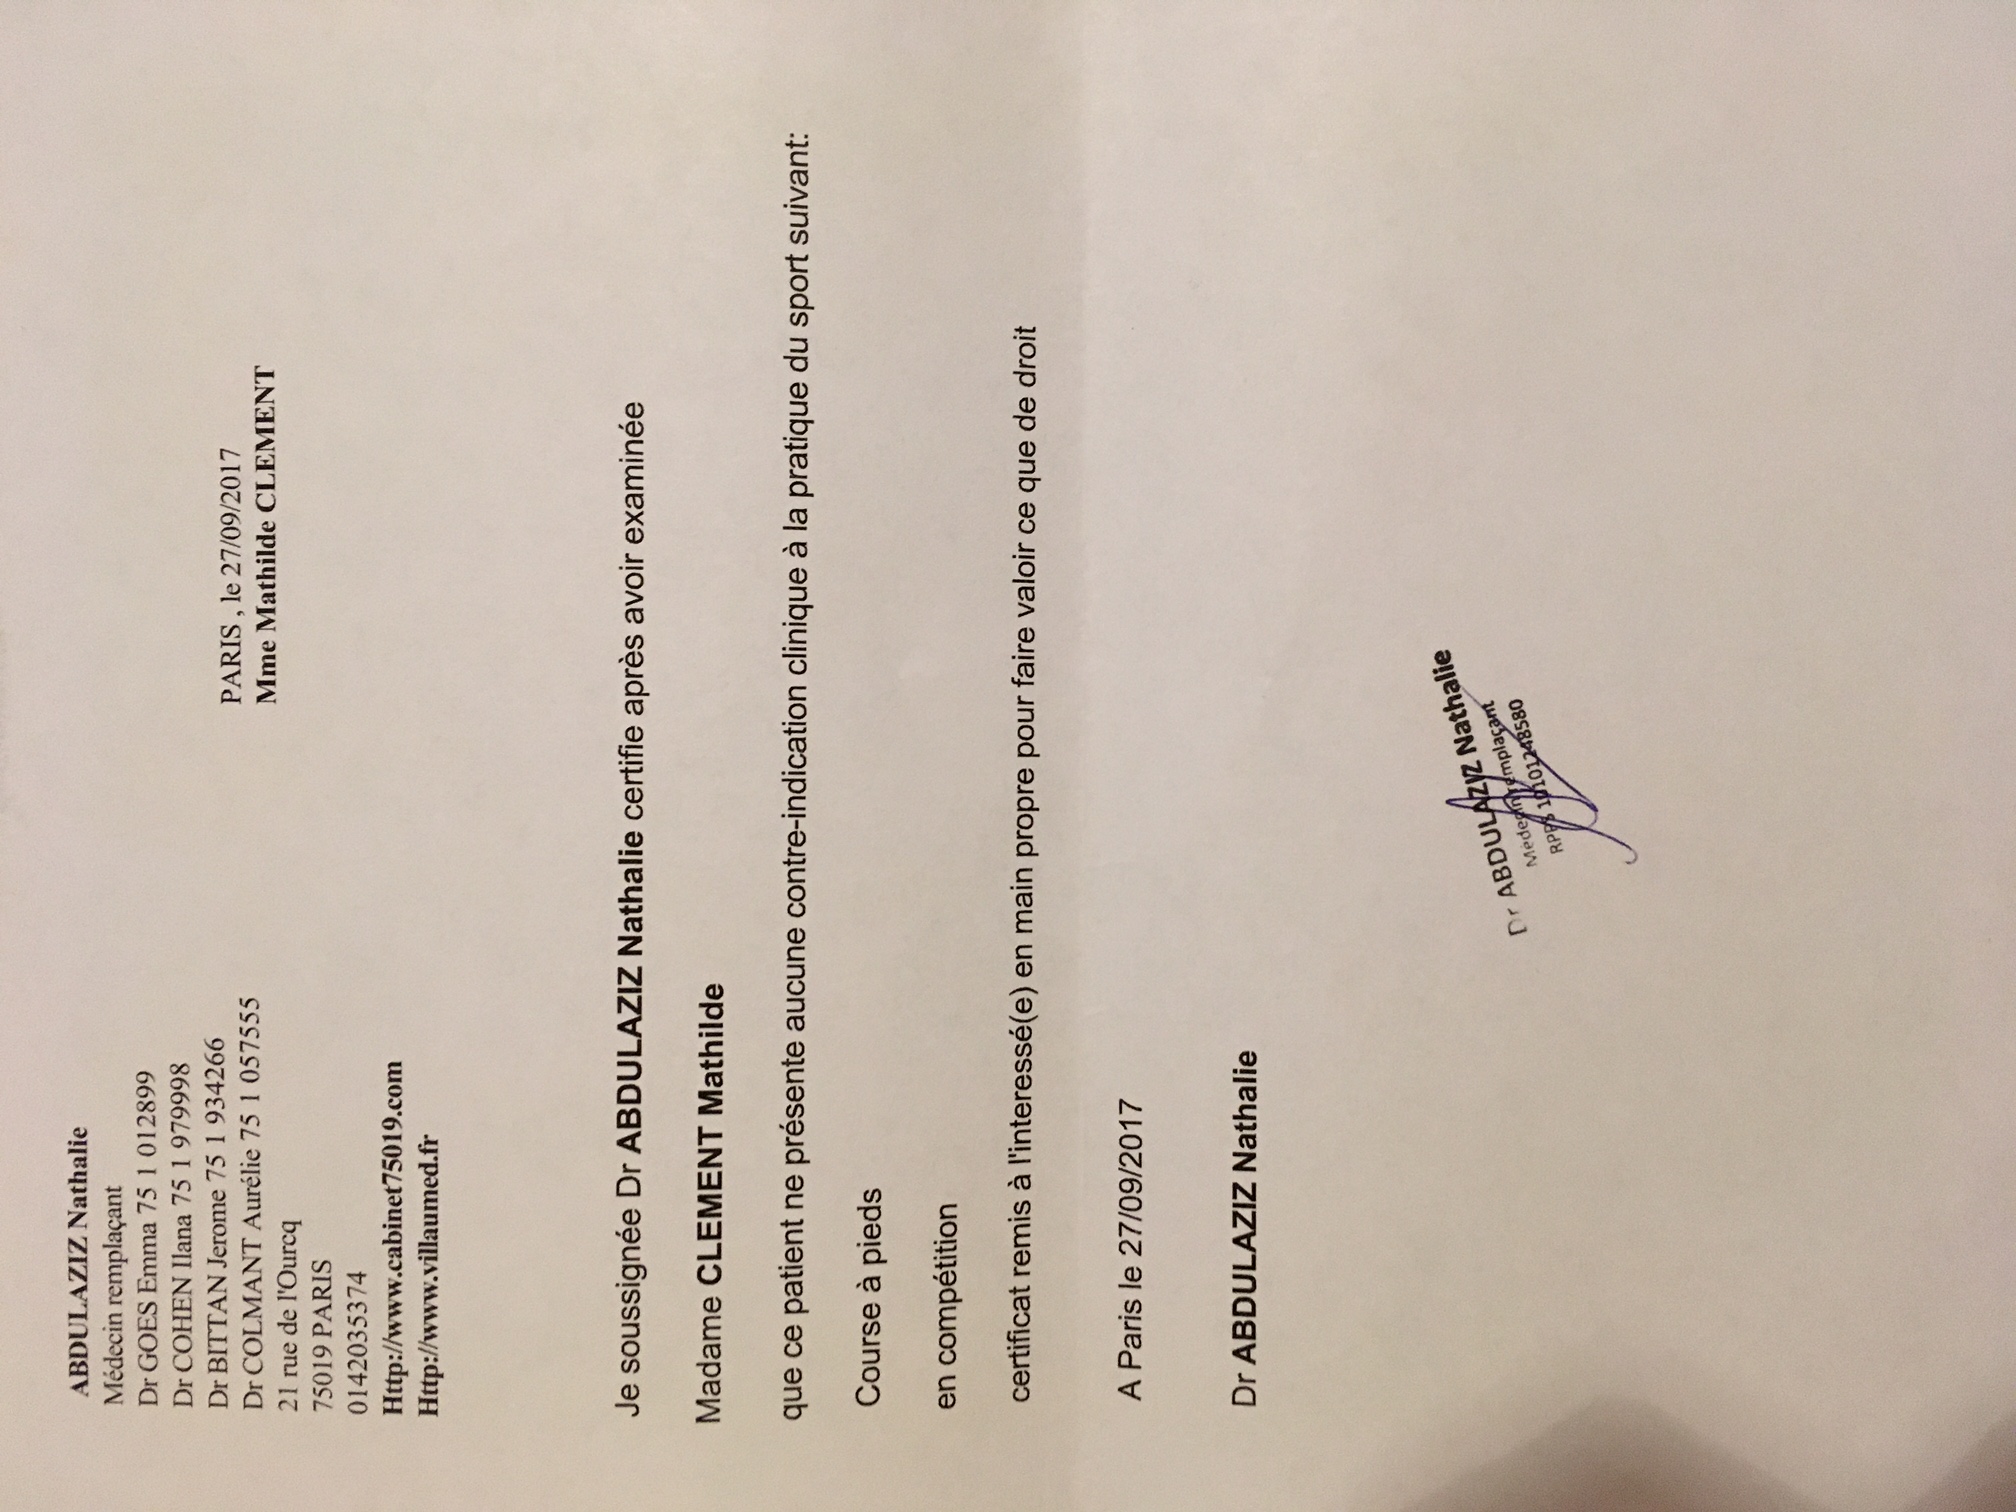 ABDULAZIZ Nathalie
Médecin remplaçant
Dr GOES Emma 75 1 012899
Dr COHEN Ilana 75 1 979998
Dr BITTAN Jerome 75 1 934266
Dr COLMANT Aurélie 75 1 057555
21 rue de l'Ourcq
75019 PARIS
0142035374
Http://www.cabinet75019.com
Http://www.villaumed.fr
PARIS , le 27/09/2017
Mme Mathilde CLEMENT
Je soussignée Dr ABDULAZIZ Nathalie certifie après avoir examinée
Madame CLEMENT Mathilde
que ce patient ne présente aucune contre-indication clinique à la pratique du sport suivant:
Course à pieds
en compétition
certificat remis à l'interessé(e) en main propre pour faire valoir ce que de droit
A Paris le 27/09/2017
Dr ABDULAZIZ Nathalie
Dr ABDULAZIZ Nathalie
Médecin remplaçant
RPPS 10101248580